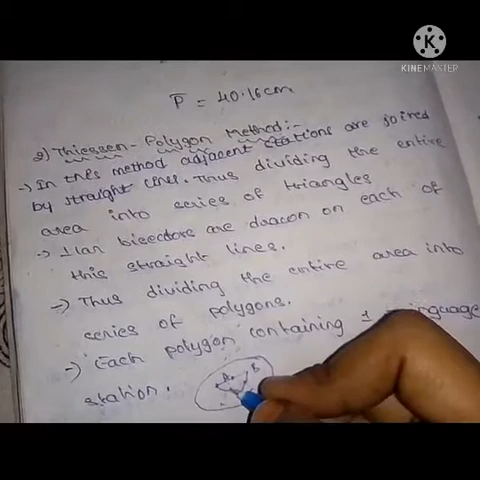 KINEMASTER
P̅ = 40.16cm
2) Thiessen - Polygon Method:-
→ In this method adjacent stations are joired
by straight lines. Thus dividing the entire
area into series of triangles
→ ⊥lar bisectors are drawn on each of
this straight lines.
→ Thus dividing the entire area into
series of polygons.
→ Each polygon containing 1
station.
A B